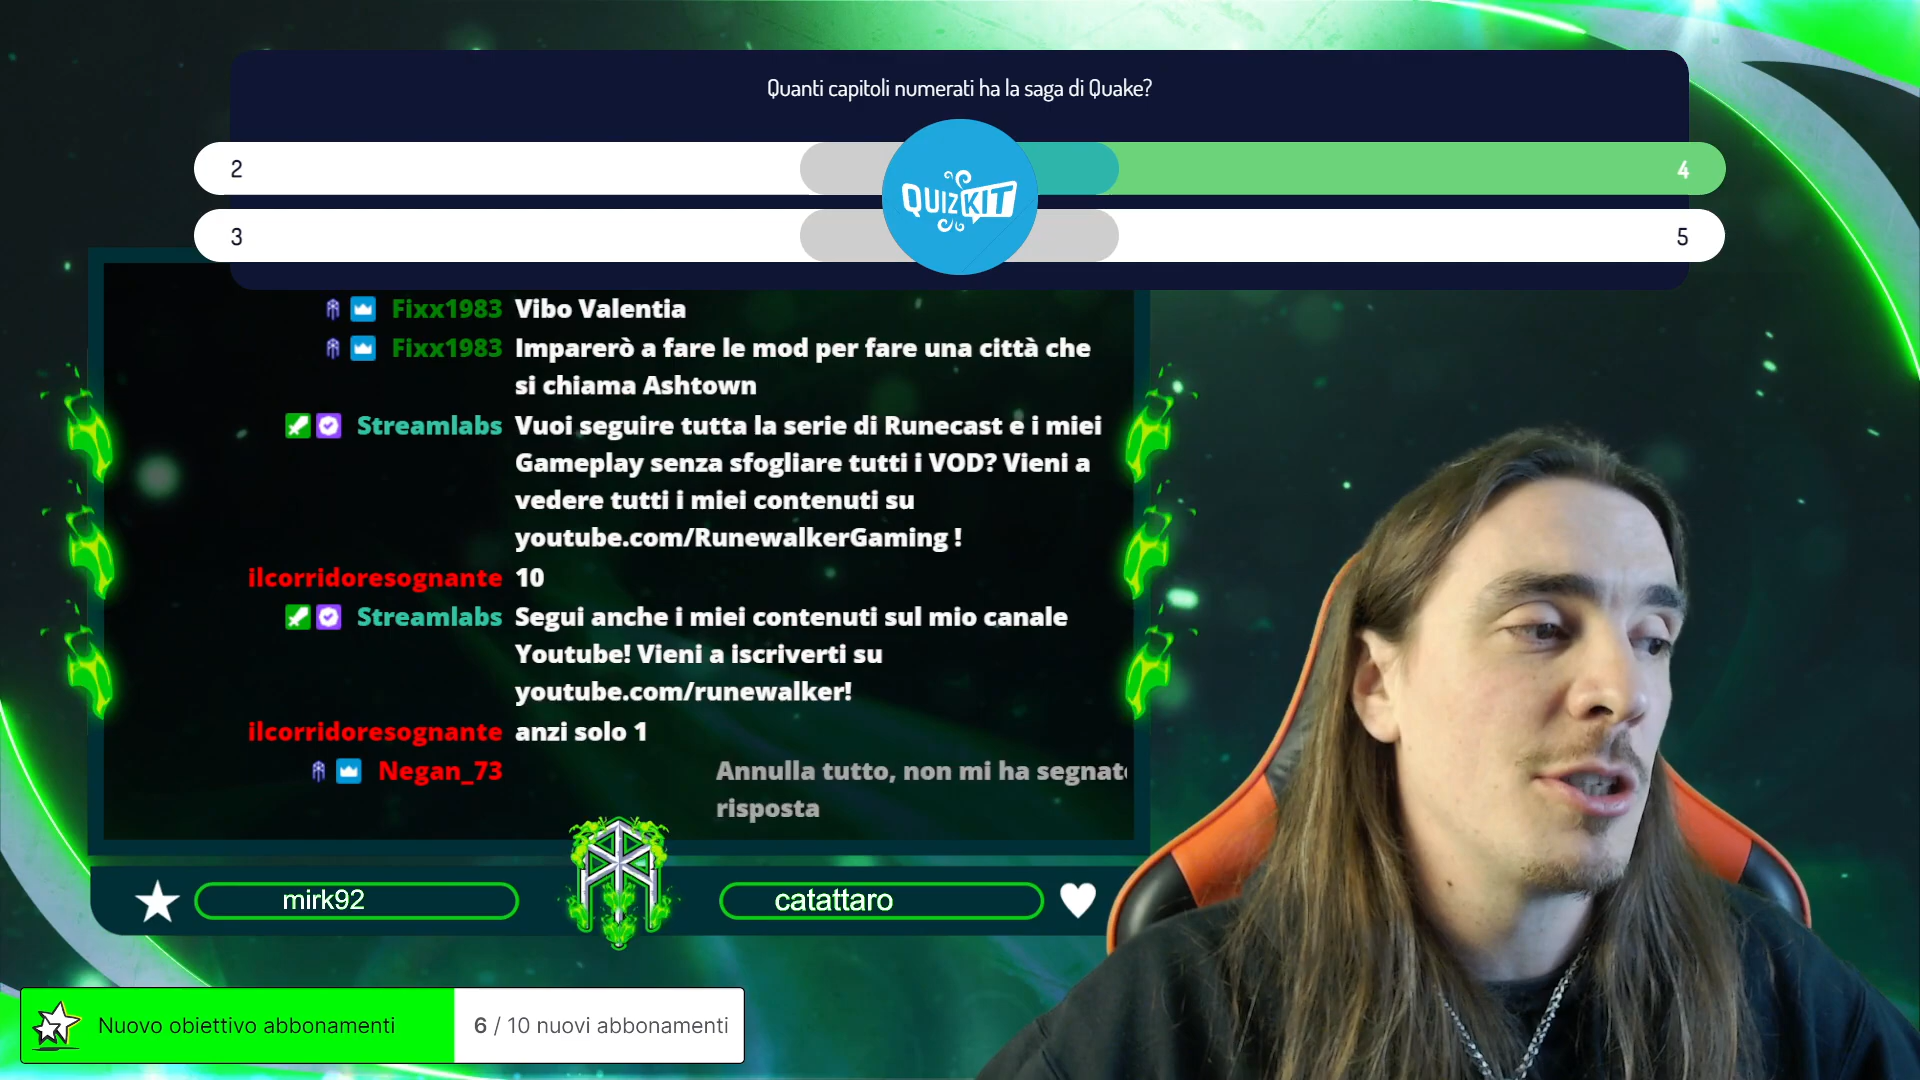 Quanti capitoli numerati ha la saga di Quake?
2
4
QUIZKIT
3
5
Fixx1983 Vibo Valentia
Fixx1983 Imparerò a fare le mod per fare una città che
si chiama Ashtown
Streamlabs Vuoi seguire tutta la serie di Runecast e i miei
Gameplay senza sfogliare tutti i VOD? Vieni a
vedere tutti i miei contenuti su
youtube.com/RunewalkerGaming !
ilcorridoresognante 10
Streamlabs Segui anche i miei contenuti sul mio canale
Youtube! Vieni a iscriverti su
youtube.com/runewalker!
ilcorridoresognante anzi solo 1
Negan_73 Annulla tutto, non mi ha segnato
risposta
mirk92
catattaro
Nuovo obiettivo abbonamenti
6 / 10 nuovi abbonamenti